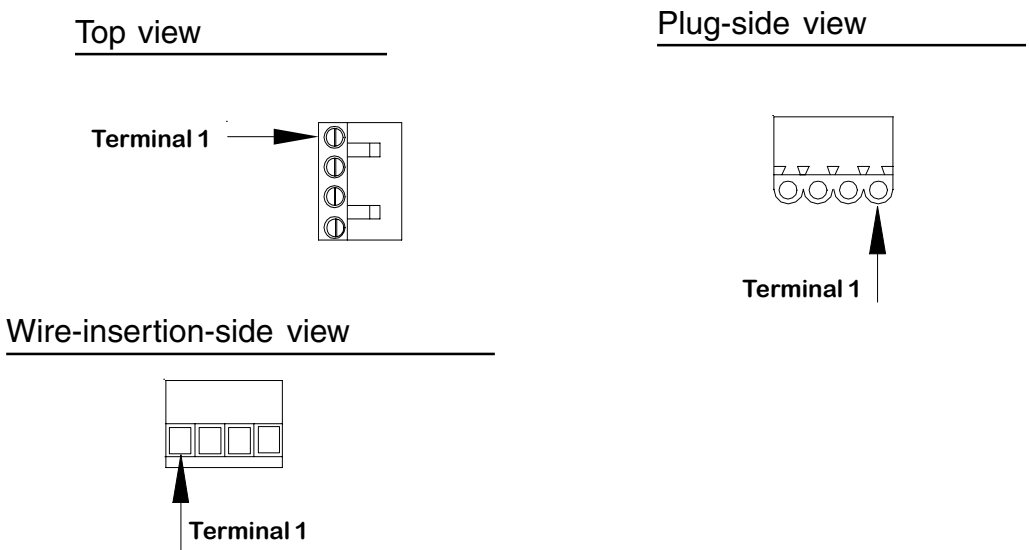 Top view
Terminal 1
Plug-side view
Terminal 1
Wire-insertion-side view
Terminal 1